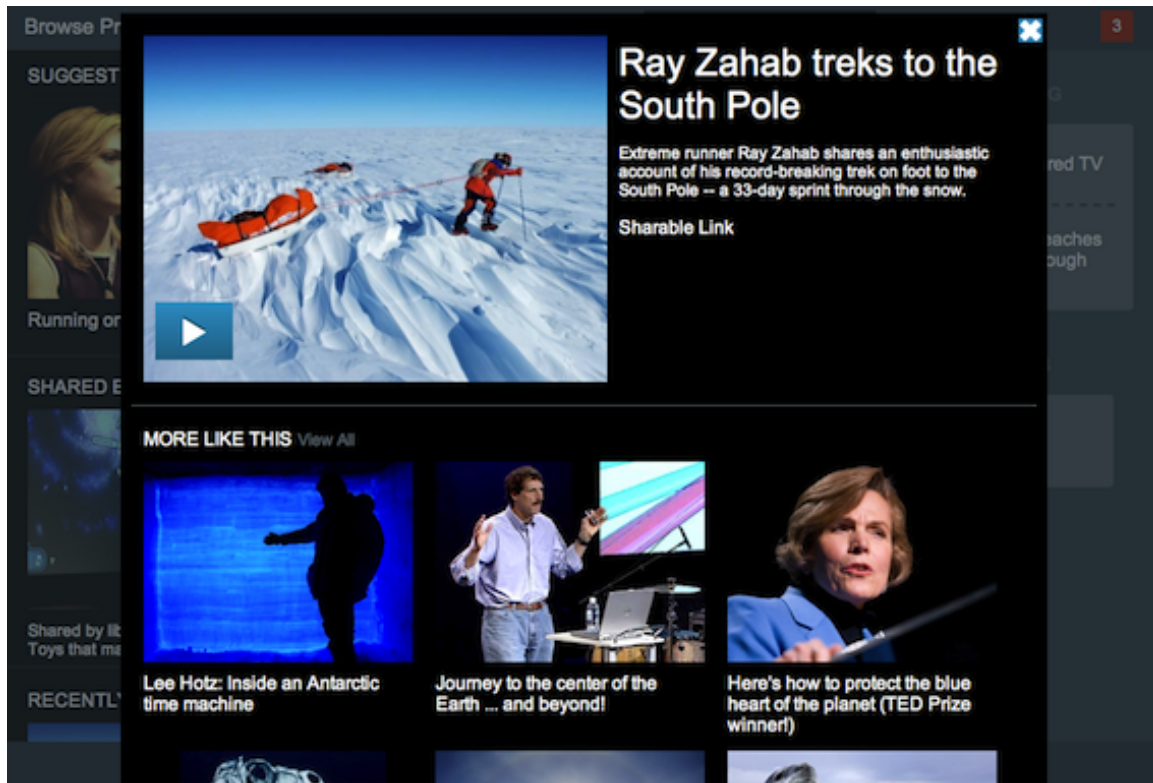 Browse Pr
3
SUGGEST
Running on
SHARED E
Shared by lib
Toys that ma
RECENTLY
Ray Zahab treks to the
South Pole
Extreme runner Ray Zahab shares an enthusiastic
account of his record-breaking trek on foot to the
South Pole -- a 33-day sprint through the snow.
Sharable Link
G
red TV
eaches
ough
MORE LIKE THIS View All
Lee Hotz: Inside an Antarctic
time machine
Journey to the center of the
Earth ... and beyond!
Here's how to protect the blue
heart of the planet (TED Prize
winner!)